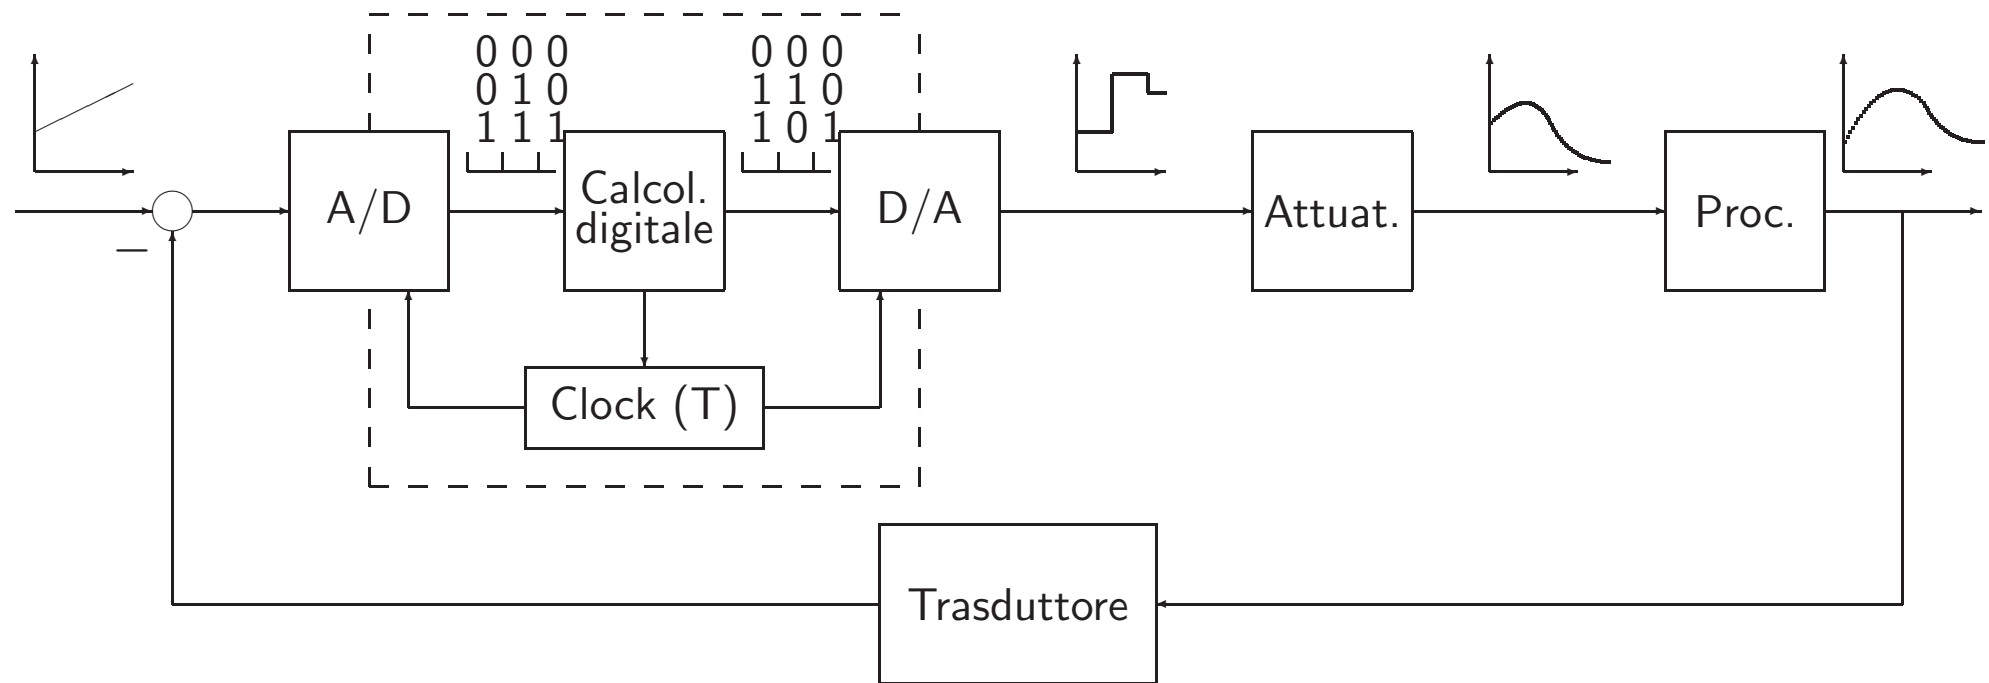 0 0 0
0 1 0
1 1 1
0 0 0
1 1 0
1 0 1
A/D
Calcol.
digitale
D/A
Attuat.
Proc.
−
Clock (T)
Trasduttore